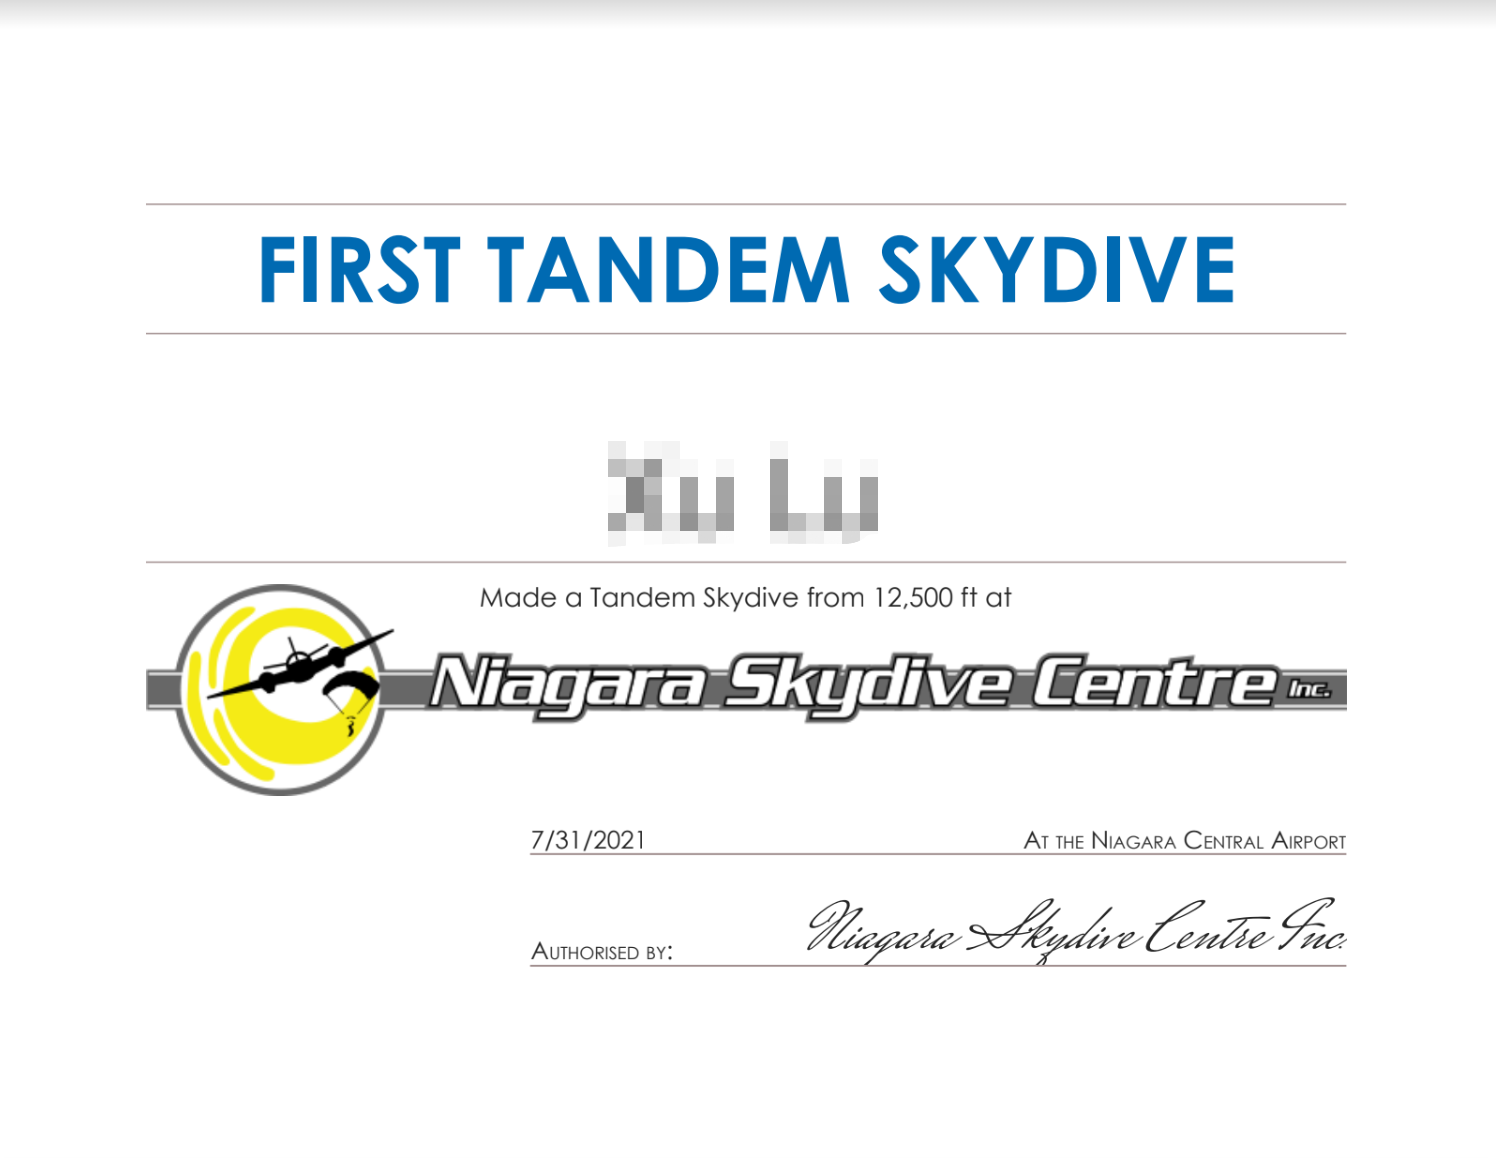 FIRST TANDEM SKYDIVE
Made a Tandem Skydive from 12,500 ft at
Niagara Skydive Centre Inc.
7/31/2021
At the Niagara Central Airport
Authorised by:
Niagara Skydive Centre Inc.